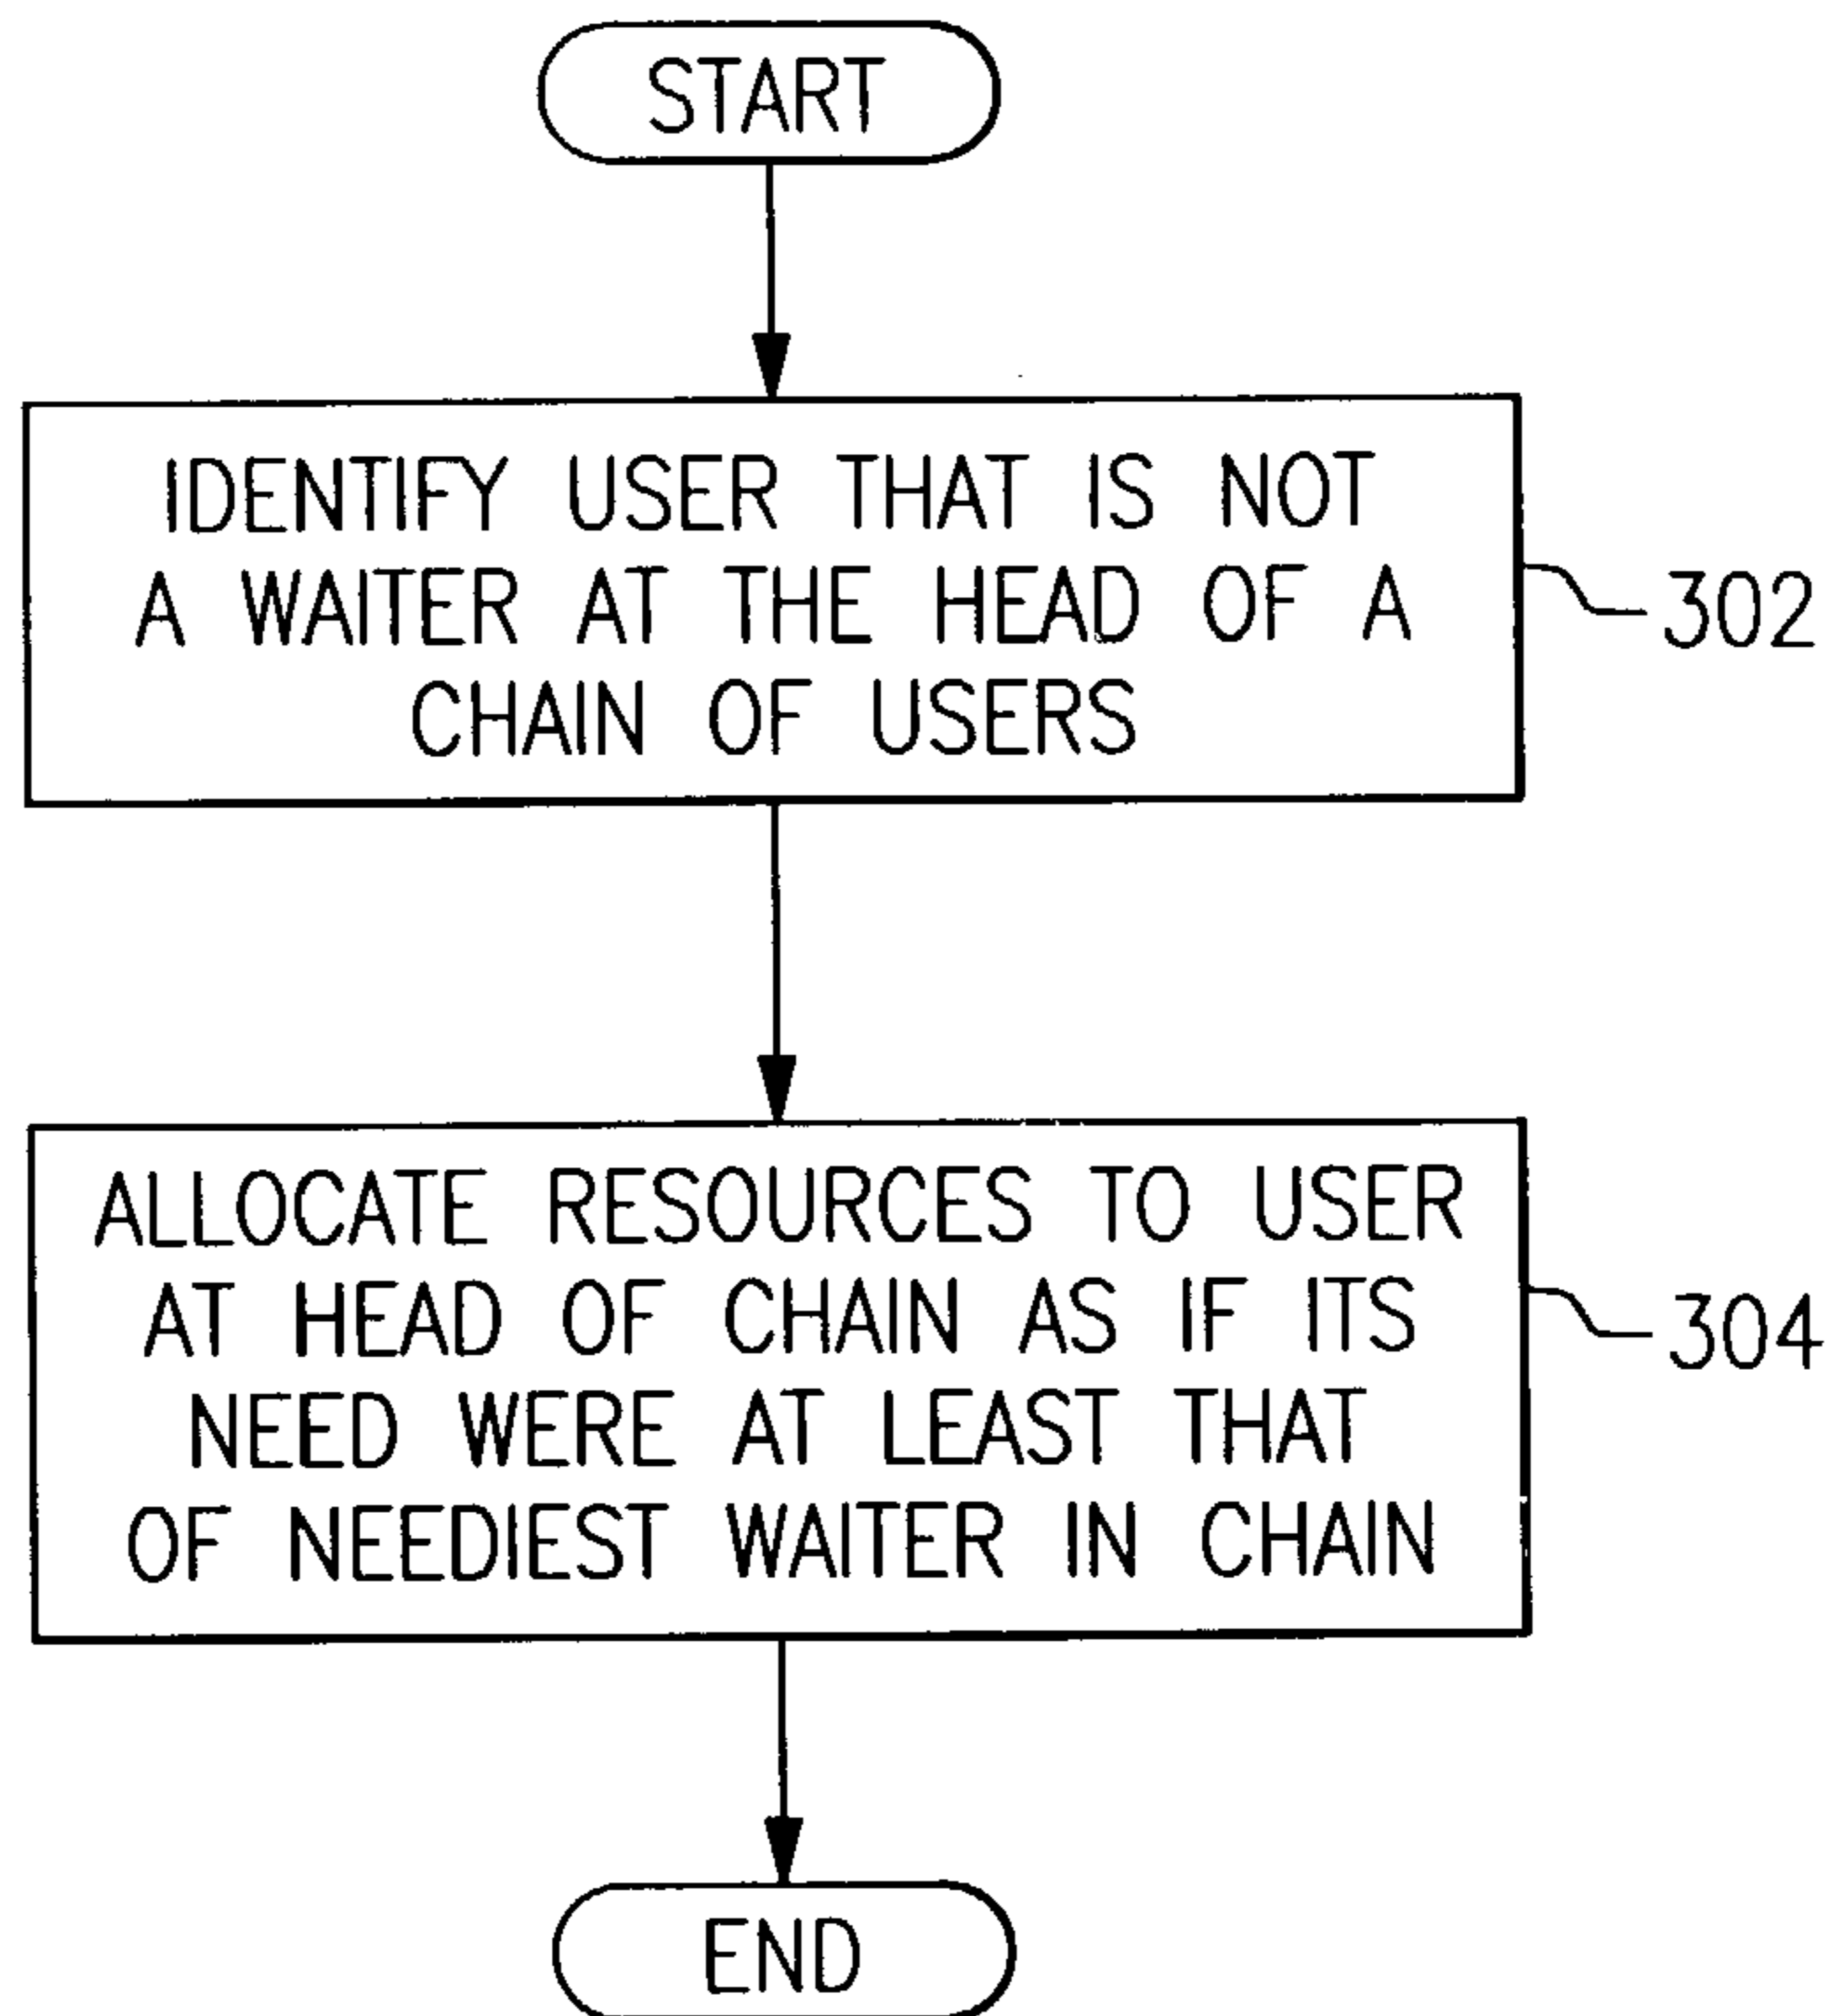 START
IDENTIFY USER THAT IS NOT
A WAITER AT THE HEAD OF A
CHAIN OF USERS
302
ALLOCATE RESOURCES TO USER
AT HEAD OF CHAIN AS IF ITS
NEED WERE AT LEAST THAT
OF NEEDIEST WAITER IN CHAIN
304
END